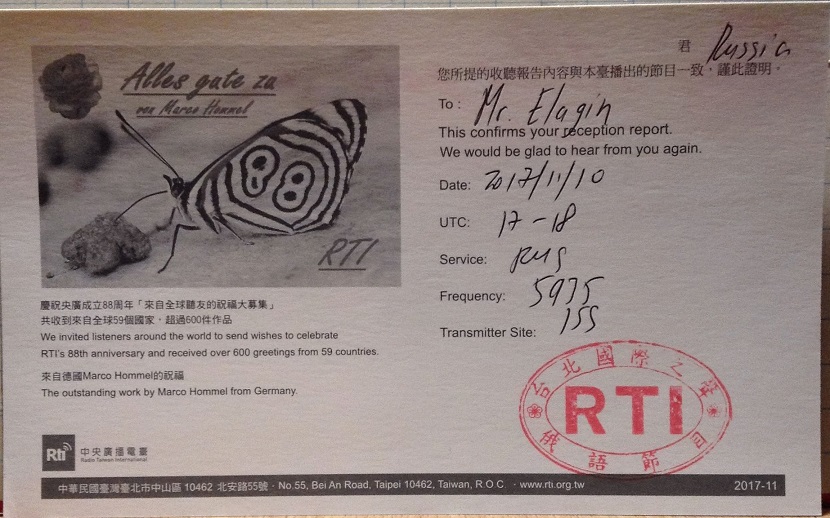 Alles gute zu
von Marco Hommel
88
RTI
慶祝央廣成立88周年「來自全球聽友的祝福大募集」
共收到來自全球59個國家，超過600件作品
We invited listeners around the world to send wishes to celebrate
RTI's 88th anniversary and received over 600 greetings from 59 countries.
來自德國Marco Hommel的祝福
The outstanding work by Marco Hommel from Germany.
Rti 中央廣播電臺
Radio Taiwan International
君 Russia
您所提的收聽報告內容與本臺播出的節目一致，謹此證明。
To : Mr. Elagin
This confirms your reception report.
We would be glad to hear from you again.
Date: 2017/11/10
UTC: 17-18
Service: RUS
Frequency: 5975
Transmitter Site: ISS
台北國際之聲
RTI
俄語節目
中華民國臺灣臺北市中山區 10462 北安路55號．No.55, Bei An Road, Taipei 10462, Taiwan, R.O.C. ．www.rti.org.tw 2017-11